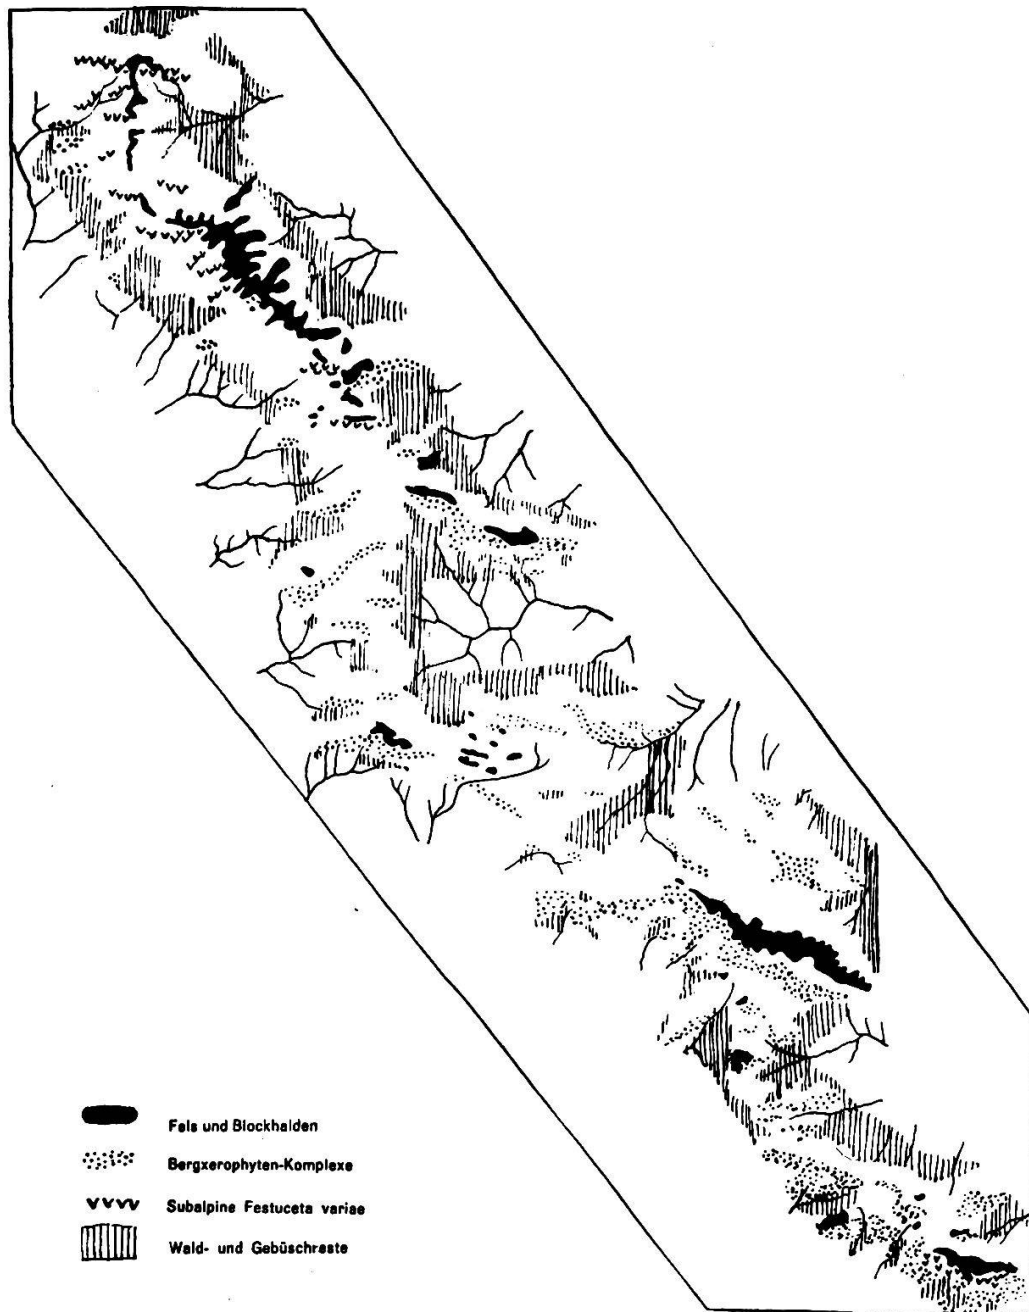 Fels und Blockhalden
Bergxerophyten-Komplexe
Subalpine Festuceta variae
Wald- und Gebüschreste